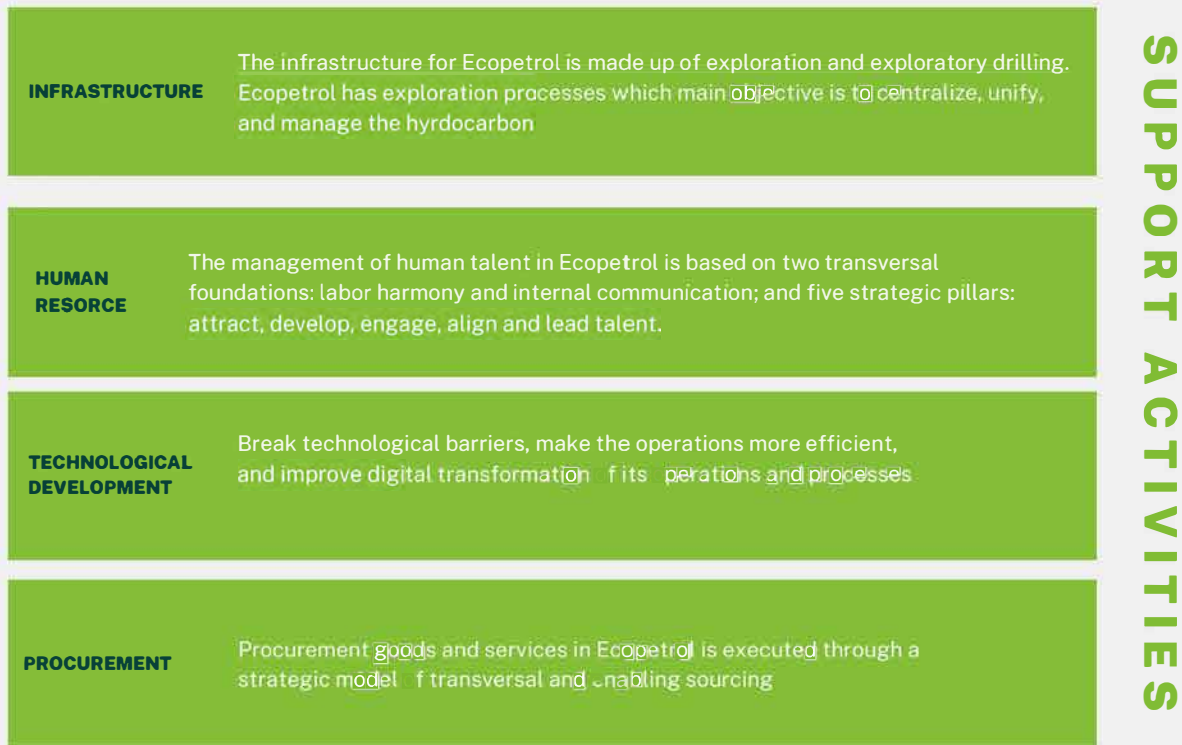 INFRASTRUCTURE
The infrastructure for Ecopetrol is made up of exploration and exploratory drilling.
Ecopetrol has exploration processes which main objective is to centralize, unify,
and manage the hyrdocarbon
HUMAN
RESORCE
The management of human talent in Ecopetrol is based on two transversal
foundations: labor harmony and internal communication; and five strategic pillars:
attract, develop, engage, align and lead talent.
TECHNOLOGICAL
DEVELOPMENT
Break technological barriers, make the operations more efficient,
and improve digital transformation f its perations and processes
PROCUREMENT
Procurement goods and services in Ecopetrol is executed through a
strategic model f transversal and nabling sourcing
SUPPORT ACTIVITIES